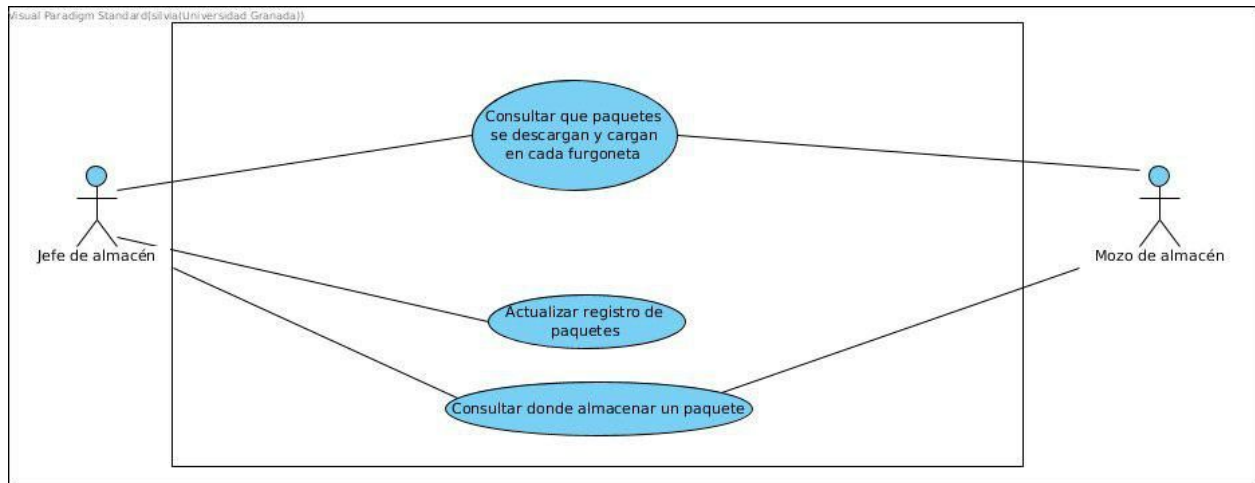 Visual Paradigm Standard(silvia(Universidad Granada))
Consultar que paquetes
se descargan y cargan
en cada furgoneta
Jefe de almacén
Mozo de almacén
Actualizar registro de
paquetes
Consultar donde almacenar un paquete